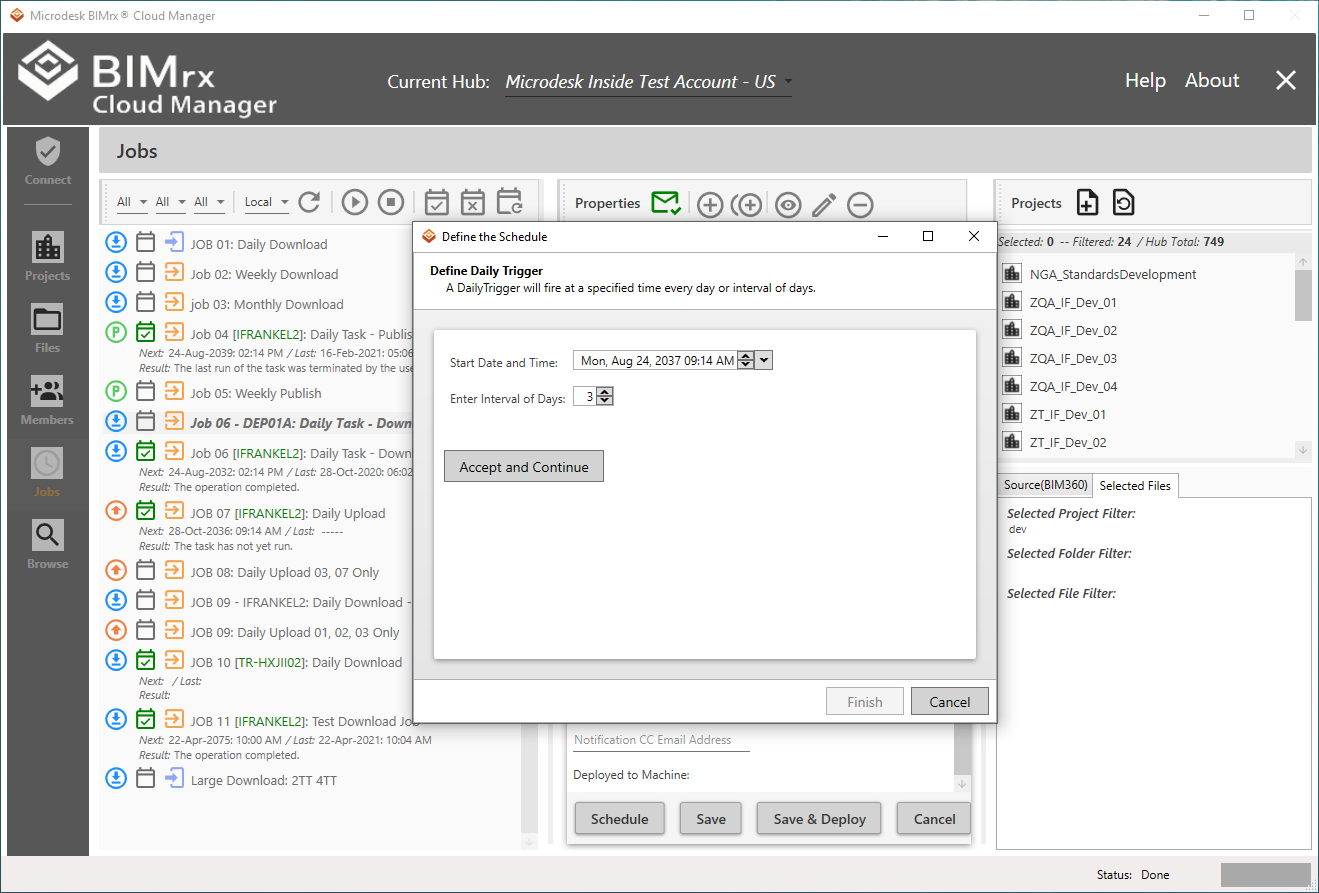 Microdesk BIMrx® Cloud Manager
BIMrx
Cloud Manager
Current Hub: Microdesk Inside Test Account - US
Help About
Connect
Projects
Files
Members
Jobs
Browse
Jobs
All All All Local
JOB 01: Daily Download
Job 02: Weekly Download
job 03: Monthly Download
Job 04 [IFRANKEL2]: Daily Task - Publis
Next: 24-Aug-2039: 02:14 PM / Last: 16-Feb-2021: 05:06
Result: The last run of the task was terminated by the use
Job 05: Weekly Publish
Job 06 - DEP01A: Daily Task - Down
Job 06 [IFRANKEL2]: Daily Task - Down
Next: 24-Aug-2032: 02:14 PM / Last: 28-Oct-2020: 06:02
Result: The operation completed.
JOB 07 [IFRANKEL2]: Daily Upload
Next: 28-Oct-2036: 09:14 AM / Last: -----
Result: The task has not yet run.
JOB 08: Daily Upload 03, 07 Only
JOB 09 - IFRANKEL2: Daily Download -
JOB 09: Daily Upload 01, 02, 03 Only
JOB 10 [TR-HXJII02]: Daily Download
Next: / Last:
Result:
JOB 11 [IFRANKEL2]: Test Download Job
Next: 22-Apr-2075: 10:00 AM / Last: 22-Apr-2021: 10:04 AM
Result: The operation completed.
Large Download: 2TT 4TT
Properties
Define the Schedule
Define Daily Trigger
A DailyTrigger will fire at a specified time every day or interval of days.
Start Date and Time: Mon, Aug 24, 2037 09:14 AM
Enter Interval of Days: 3
Accept and Continue
Finish Cancel
Notification CC Email Address
Deployed to Machine:
Schedule Save Save & Deploy Cancel
Projects
Selected: 0 -- Filtered: 24 / Hub Total: 749
NGA_StandardsDevelopment
ZQA_IF_Dev_01
ZQA_IF_Dev_02
ZQA_IF_Dev_03
ZQA_IF_Dev_04
ZT_IF_Dev_01
ZT_IF_Dev_02
Source(BIM360) Selected Files
Selected Project Filter:
dev
Selected Folder Filter:
Selected File Filter:
Status: Done